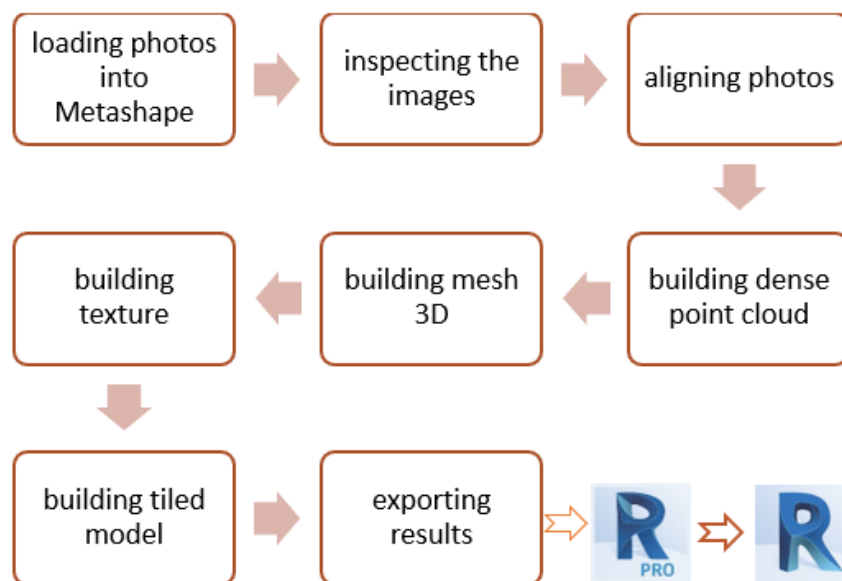 loading photos
into
Metashape
inspecting the
images
aligning photos
building dense
point cloud
building mesh
3D
building
texture
building tiled
model
exporting
results
R
PRO
R